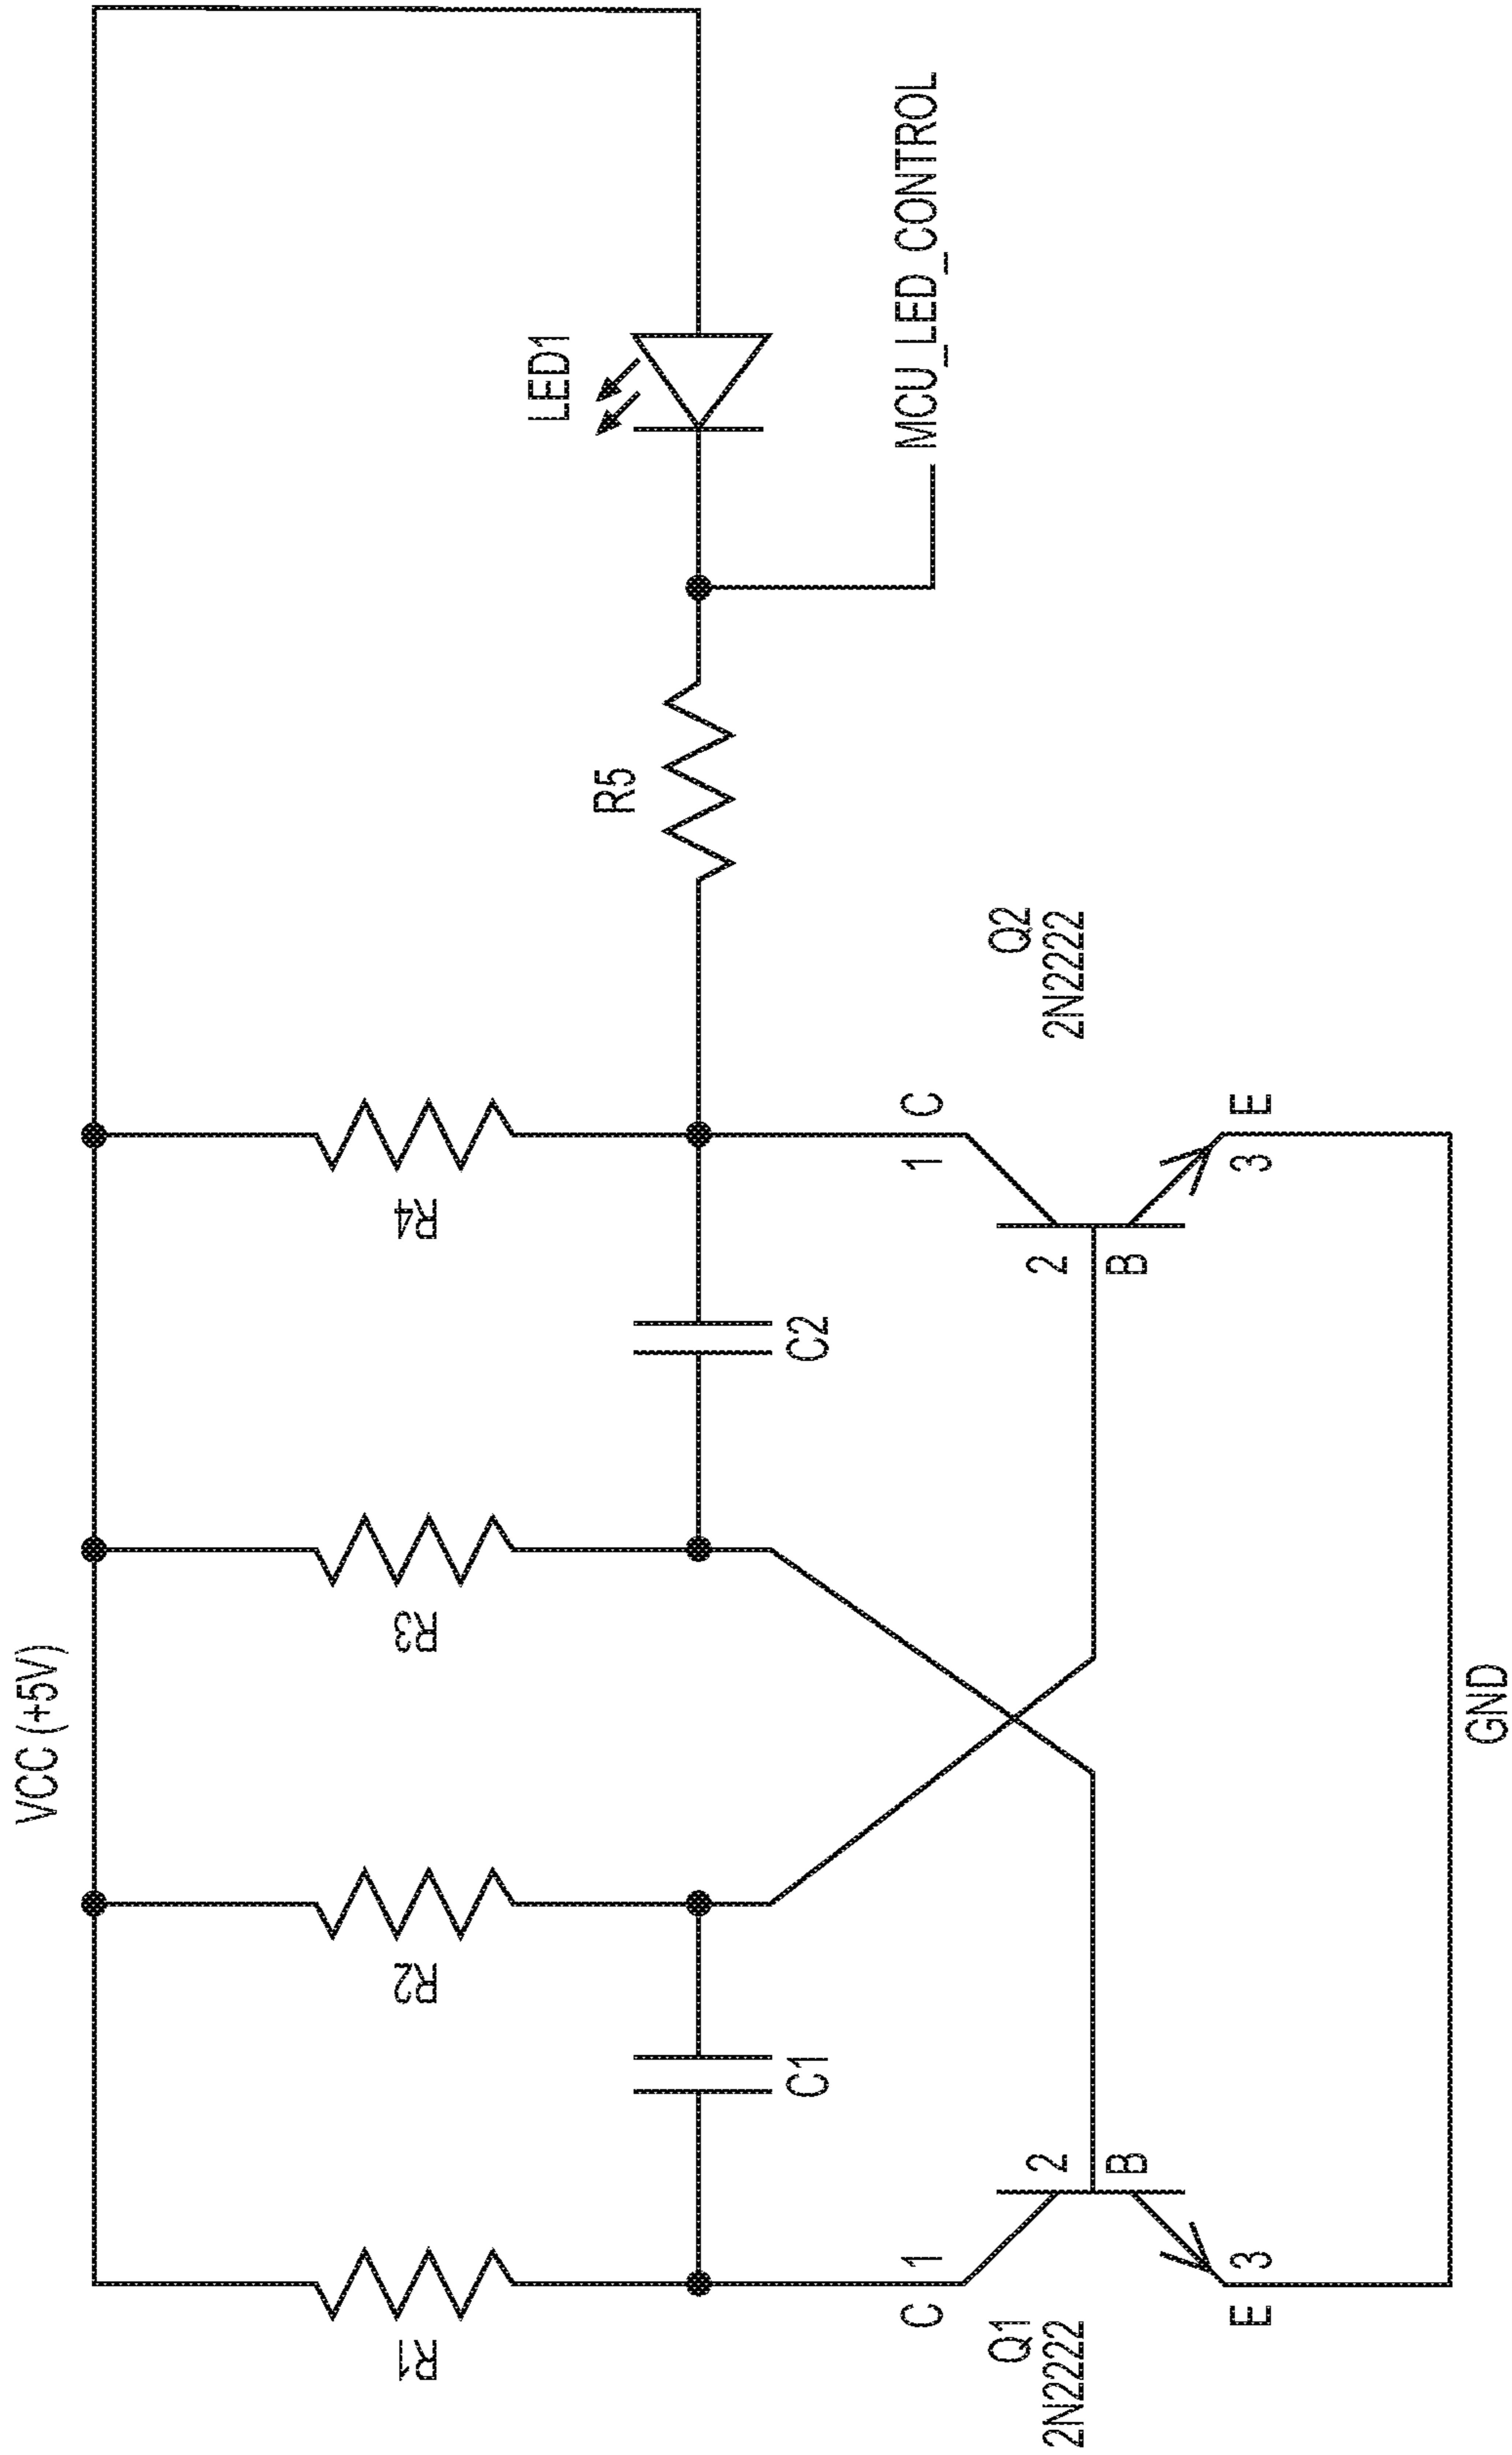 VCC (+5V)
R1
R2
R3
R4
LED1
R5
C1
C2
MCU_LED_CONTROL
C 1
2
B
E 3
Q1
2N2222
1 C
2
B
3 E
Q2
2N2222
GND